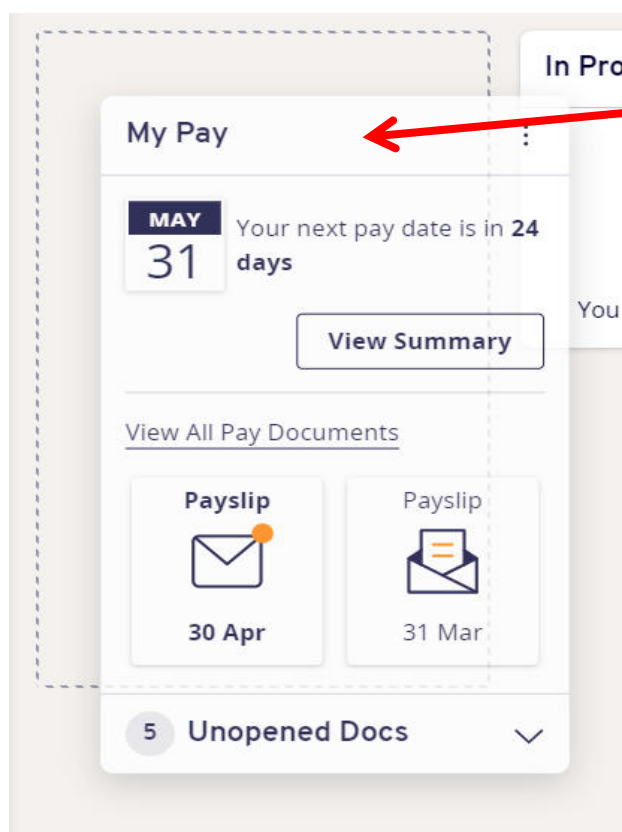 In Pro
My Pay
MAY
31
Your next pay date is in 24
days
You
View Summary
View All Pay Documents
Payslip
Payslip
30 Apr
31 Mar
5 Unopened Docs